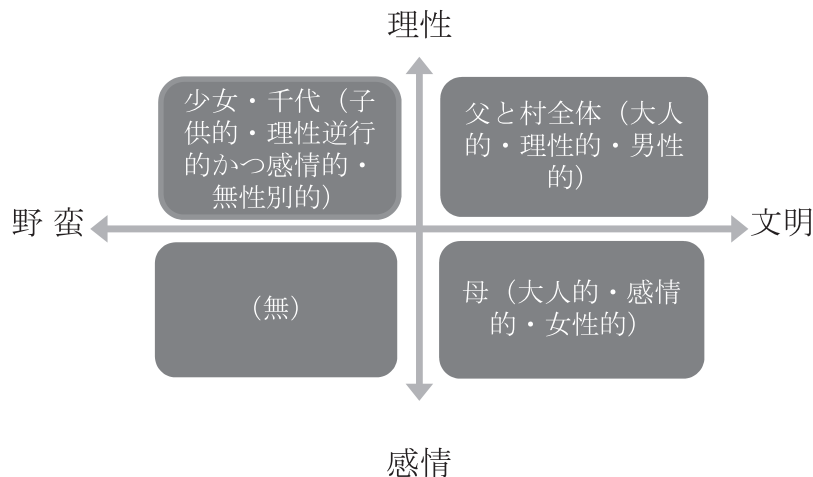 理性
少女・千代（子
供的・理性逆行
的かつ感情的・
無性別的）
父と村全体（大人
的・理性的・男性
的）
野 蛮
文明
（無）
母（大人的・感情
的・女性的）
感情